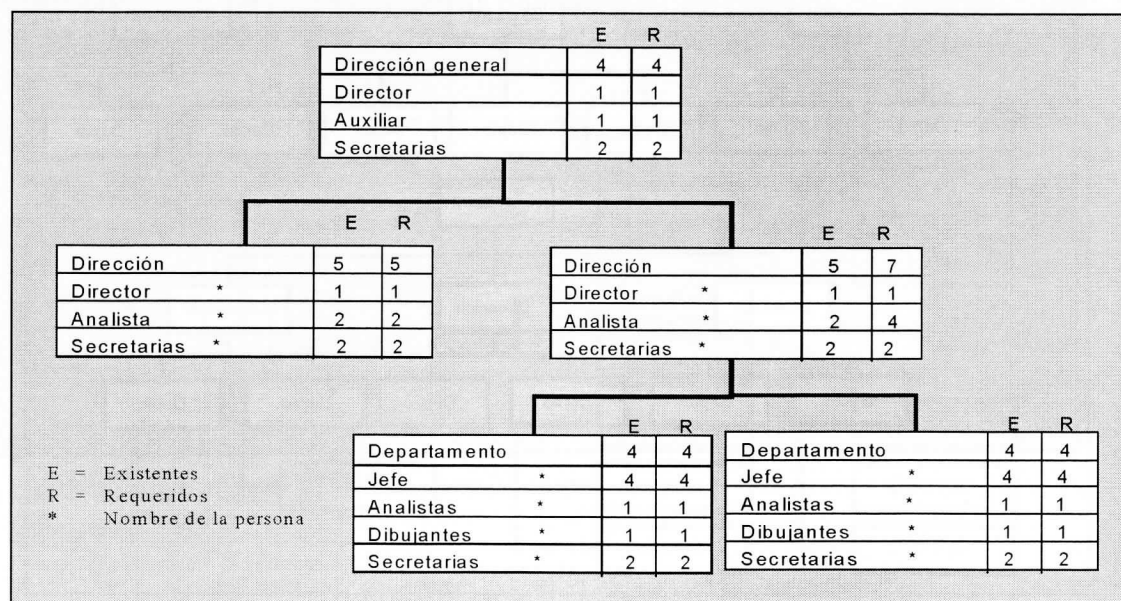 E R
Dirección general 4 4
Director 1 1
Auxiliar 1 1
Secretarias 2 2
E R
Dirección 5 5
Director * 1 1
Analista * 2 2
Secretarias * 2 2
E R
Dirección 5 7
Director * 1 1
Analista * 2 4
Secretarias * 2 2
E R
Departamento 4 4
Jefe * 4 4
Analistas * 1 1
Dibujantes * 1 1
Secretarias * 2 2
E R
Departamento 4 4
Jefe * 4 4
Analistas * 1 1
Dibujantes * 1 1
Secretarias * 2 2
E = Existentes
R = Requeridos
* Nombre de la persona